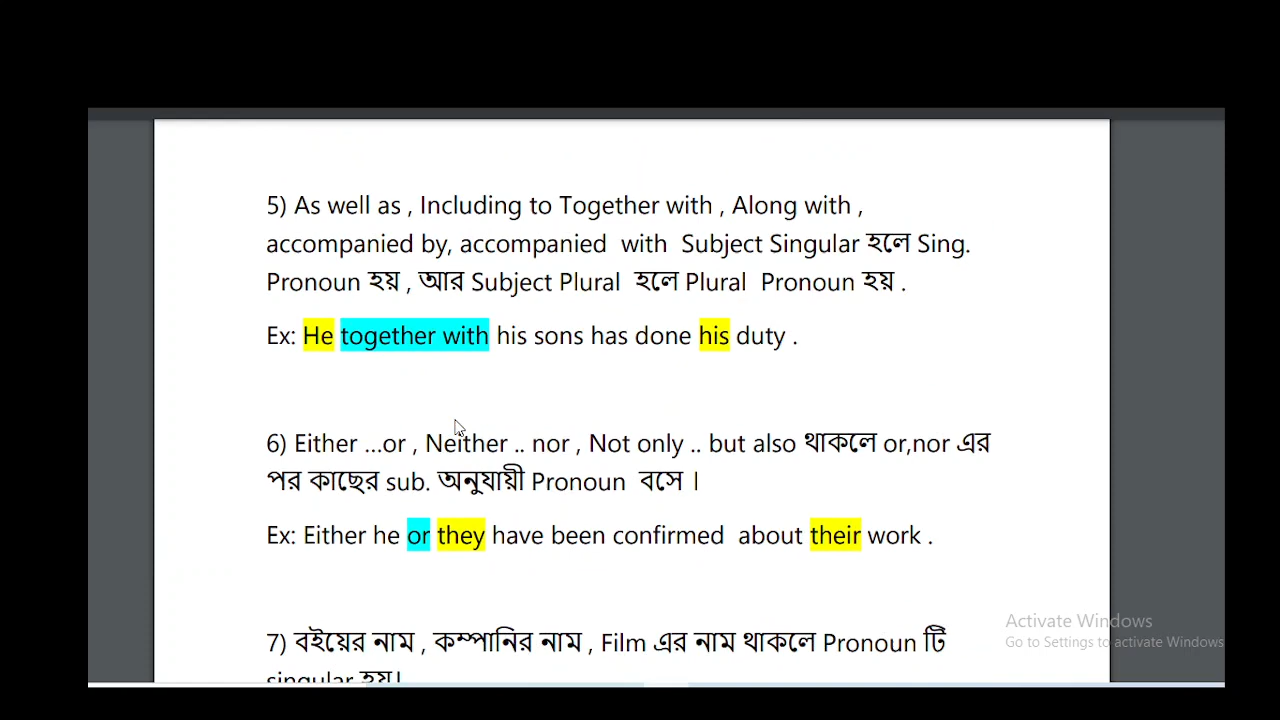 5) As well as , Including to Together with , Along with ,
accompanied by, accompanied with Subject Singular হলে Sing.
Pronoun হয় , আর Subject Plural হলে Plural Pronoun হয় .
Ex: He together with his sons has done his duty .
6) Either ...or , Neither .. nor , Not only .. but also থাকলে or,nor এর
পর কাছের sub. অনুযায়ী Pronoun বসে ।
Ex: Either he or they have been confirmed about their work .
7) বইয়ের নাম , কম্পানির নাম , Film এর নাম থাকলে Pronoun টি
singular হয়।
Activate Windows
Go to Settings to activate Windows